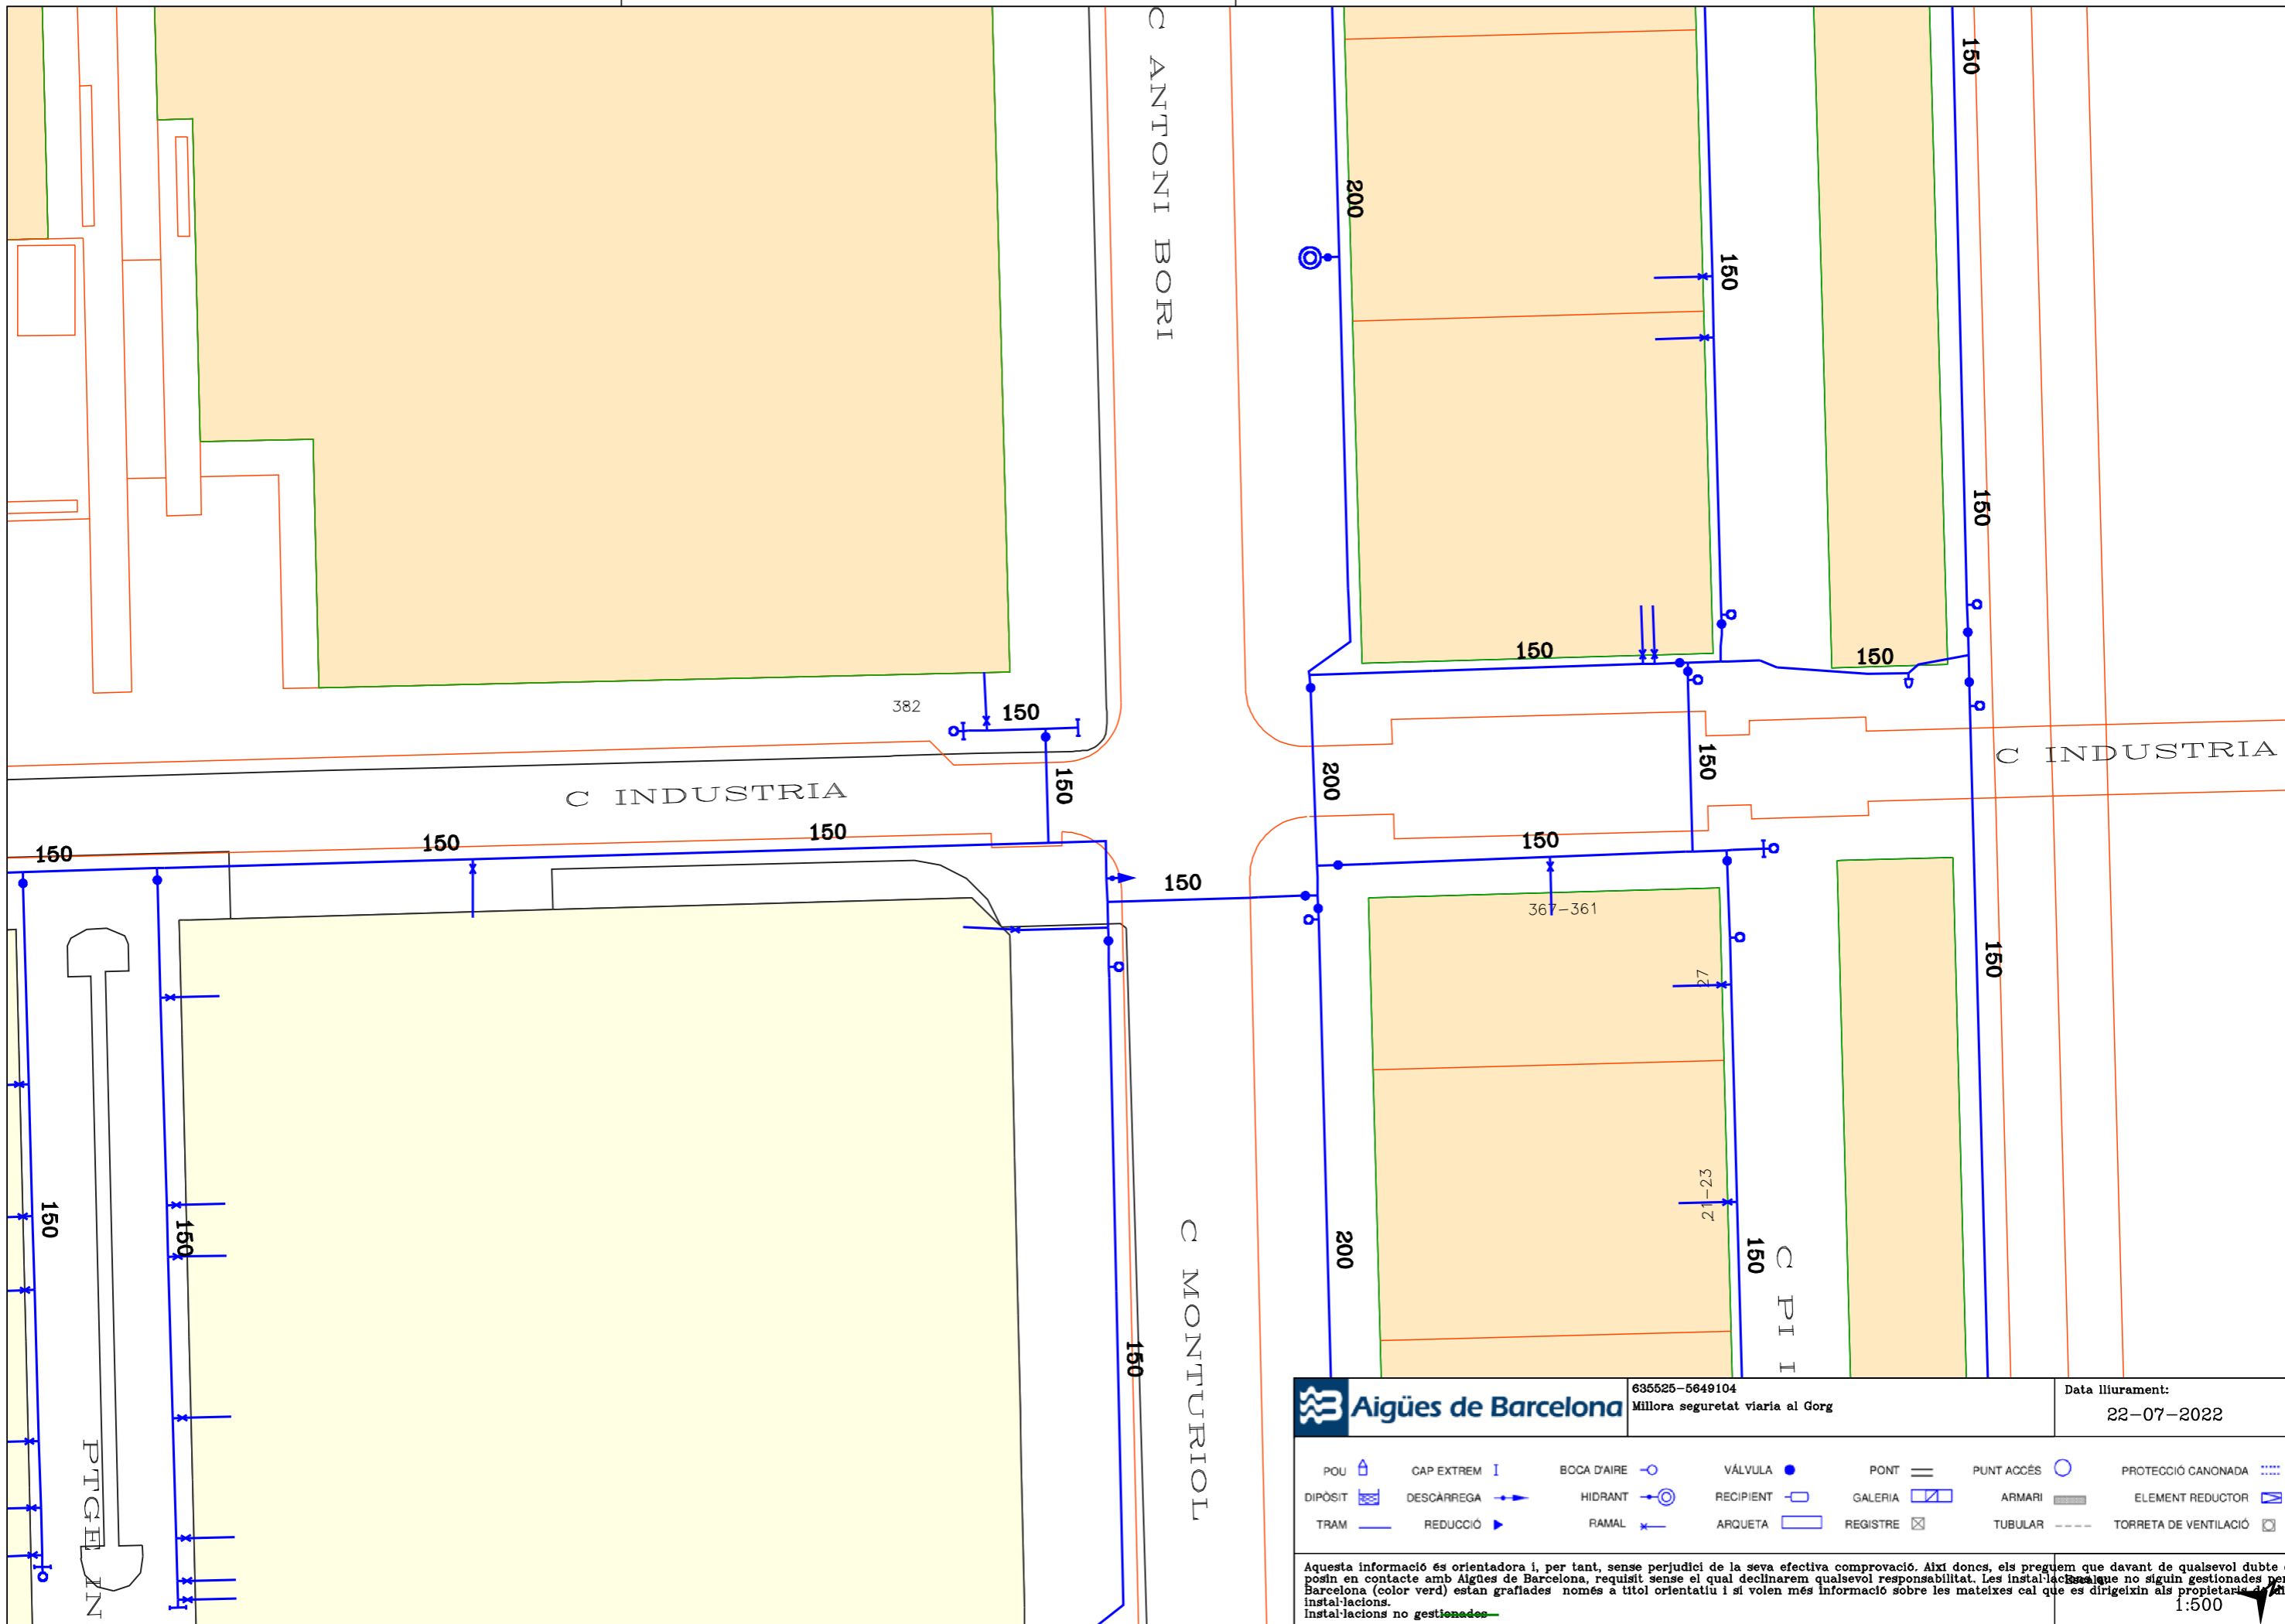 C ANTONI BORI
150
200
150
150
150
150
150
382
150
C INDUSTRIA
150
200
150
C INDUSTRIA
150
150
150
150
150
367-361
27
150
150
150
21-23
200
150
C PI I
C MONTURIOL
150
PTGE IN
Aigües de Barcelona
635525-5649104
Millora seguretat viaria al Gorg
Data lliurament:
22-07-2022
POU CAP EXTREM BOCA D'AIRE VÁLVULA PONT PUNT ACCÉS PROTECCIÓ CANONADA
DIPÒSIT DESCÀRREGA HIDRANT RECIPIENT GALERIA ARMARI ELEMENT REDUCTOR
TRAM REDUCCIÓ RAMAL ARQUETA REGISTRE TUBULAR TORRETA DE VENTILACIÓ
Aquesta informació és orientadora i, per tant, sense perjudici de la seva efectiva comprovació. Així doncs, els preguem que davant de qualsevol dubte
posin en contacte amb Aigües de Barcelona, requisit sense el qual declinarem qualsevol responsabilitat. Les instal·lacions que no siguin gestionades
Barcelona (color verd) estan grafiades només a títol orientatiu i si volen més informació sobre les mateixes cal que es dirigeixin als propietaris
instal·lacions.
Instal·lacions no gestionades
Escala:
1:500